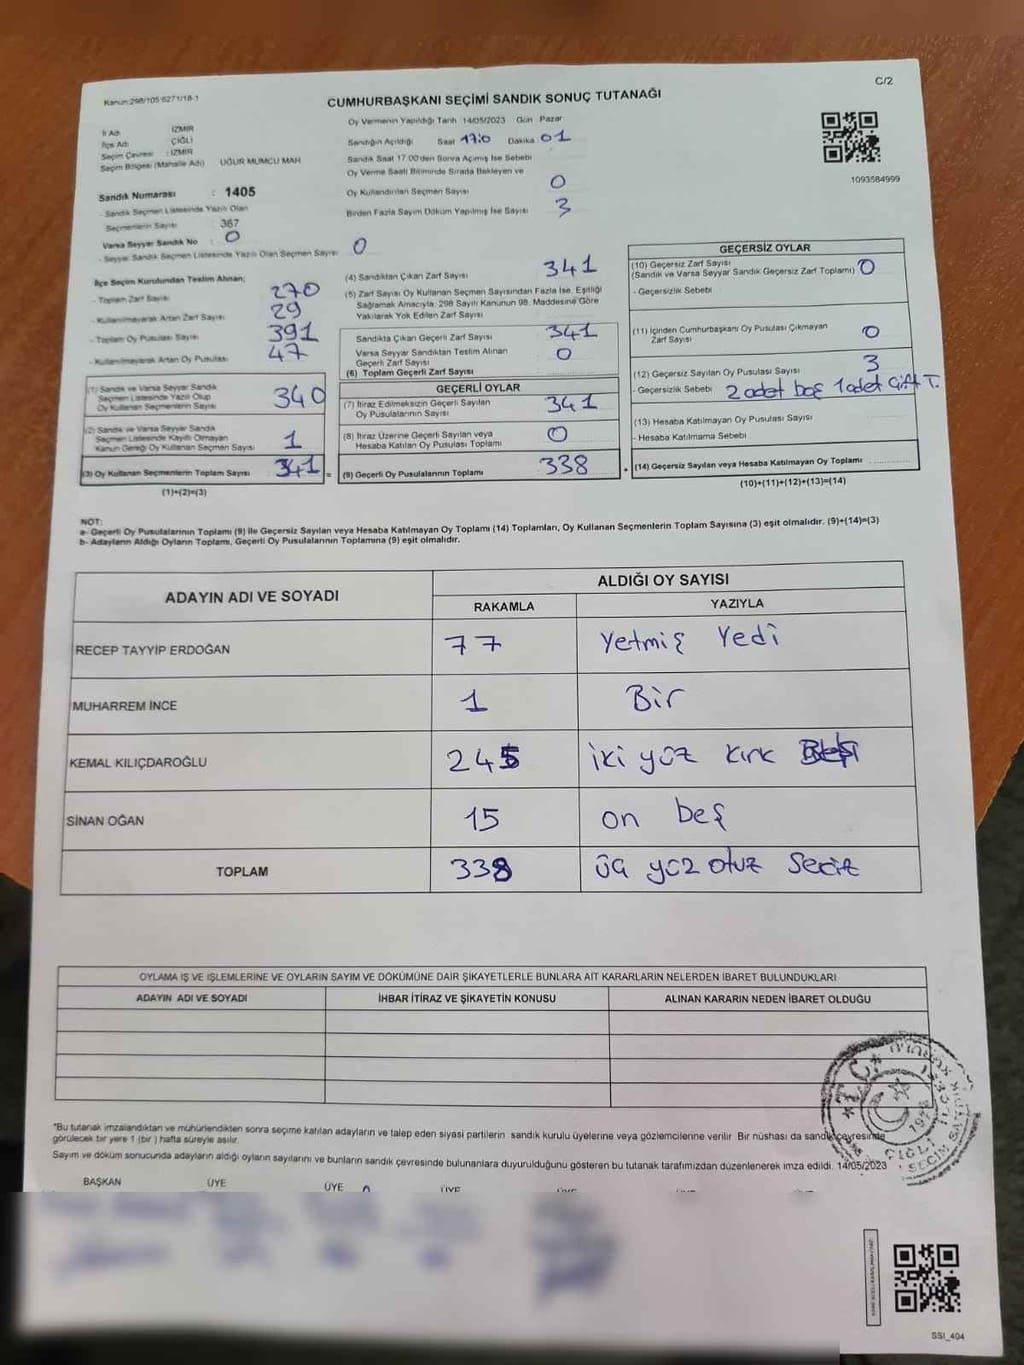 C/2
Kanun:298/105 6271/18-1
CUMHURBAŞKANI SEÇİMİ SANDIK SONUÇ TUTANAĞI
Oy Vermenin Yapıldığı Tarih 14/05/2023 Gün Pazar
İl Adı İZMİR
İlçe Adı ÇİĞLİ
Seçim Çevresi : İZMİR
Seçim Bölgesi (Mahalle Adı) UĞUR MUMCU MAH
Sandığın Açıldığı Saat 17:0 Dakika 01
Sandık Saat 17.00'den Sonra Açılmış İse Sebebi
Oy Verme Saati Bitiminde Sırada Bekleyen ve
Oy Kullandırılan Seçmen Sayısı 0
Birden Fazla Sayım Döküm Yapılmış İse Sayısı 3
1093584999
Sandık Numarası : 1405
- Sandık Seçmen Listesinde Yazılı Olan
Seçmenlerin Sayısı : 367
Varsa Seyyar Sandık No : 0
- Seyyar Sandık Seçmen Listesinde Yazılı Olan Seçmen Sayısı 0
İlçe Seçim Kurulundan Teslim Alınan;
- Toplam Zarf Sayısı 270
- Kullanılmayarak Artan Zarf Sayısı 29
- Toplam Oy Pusulası Sayısı 391
- Kullanılmayarak Artan Oy Pusulası 47
(1) Sandık ve Varsa Seyyar Sandık
Seçmen Listesinde Yazılı Olup
Oy Kullanan Seçmenlerin Sayısı 340
(2) Sandık ve Varsa Seyyar Sandık
Seçmen Listesinde Kayıtlı Olmayan
Kanun Gereği Oy Kullanan Seçmen Sayısı 1
(3) Oy Kullanan Seçmenlerin Toplam Sayısı 341 =
(1)+(2)=(3)
(4) Sandıktan Çıkan Zarf Sayısı 341
(5) Zarf Sayısı Oy Kullanan Seçmen Sayısından Fazla İse, Eşitliği
Sağlamak Amacıyla, 298 Sayılı Kanunun 98. Maddesine Göre
Yakılarak Yok Edilen Zarf Sayısı
Sandıkta Çıkan Geçerli Zarf Sayısı 341
Varsa Seyyar Sandıktan Teslim Alınan
Geçerli Zarf Sayısı 0
(6) Toplam Geçerli Zarf Sayısı
GEÇERLİ OYLAR
(7) İtiraz Edilmeksizin Geçerli Sayılan
Oy Pusulalarının Sayısı 341
(8) İtiraz Üzerine Geçerli Sayılan veya
Hesaba Katılan Oy Pusulası Toplamı 0
(9) Geçerli Oy Pusulalarının Toplamı 338 +
GEÇERSİZ OYLAR
(10) Geçersiz Zarf Sayısı
(Sandık ve Varsa Seyyar Sandık Geçersiz Zarf Toplamı) 0
- Geçersizlik Sebebi
(11) İçinden Cumhurbaşkanı Oy Pusulası Çıkmayan
Zarf Sayısı 0
(12) Geçersiz Sayılan Oy Pusulası Sayısı 3
- Geçersizlik Sebebi 2 adet boş 1 adet Çift T.
(13) Hesaba Katılmayan Oy Pusulası Sayısı
- Hesaba Katılmama Sebebi
(14) Geçersiz Sayılan veya Hesaba Katılmayan Oy Toplamı ............
(10)+(11)+(12)+(13)=(14)
NOT:
a- Geçerli Oy Pusulalarının Toplamı (9) ile Geçersiz Sayılan veya Hesaba Katılmayan Oy Toplamı (14) Toplamları, Oy Kullanan Seçmenlerin Toplam Sayısına (3) eşit olmalıdır. (9)+(14)=(3)
b- Adayların Aldığı Oyların Toplamı, Geçerli Oy Pusulalarının Toplamına (9) eşit olmalıdır.
ADAYIN ADI VE SOYADI
ALDIĞI OY SAYISI
RAKAMLA YAZIYLA
RECEP TAYYİP ERDOĞAN 77 Yetmiş Yedi
MUHARREM İNCE 1 Bir
KEMAL KILIÇDAROĞLU 245 iki yüz kırk Beş
SİNAN OĞAN 15 on beş
TOPLAM 338 üç yüz otuz Sekiz
OYLAMA İŞ VE İŞLEMLERİNE VE OYLARIN SAYIM VE DÖKÜMÜNE DAİR ŞİKAYETLERLE BUNLARA AİT KARARLARIN NELERDEN İBARET BULUNDUKLARI
ADAYIN ADI VE SOYADI İHBAR İTİRAZ VE ŞİKAYETİN KONUSU ALINAN KARARIN NEDEN İBARET OLDUĞU
*Bu tutanak imzalandıktan ve mühürlendikten sonra seçime katılan adayların ve talep eden siyasi partilerin sandık kurulu üyelerine veya gözlemcilerine verilir Bir nüshası da sandık çevresinde
görülecek bir yere 1 (bir ) hafta süreyle asılır.
Sayım ve döküm sonucunda adayların aldığı oyların sayılarını ve bunların sandık çevresinde bulunanlara duyurulduğunu gösteren bu tutanak tarafımızdan düzenlenerek imza edildi. 14/05/2023
T.C.
ÇİĞLİ
BAŞKAN ÜYE ÜYE ÜYE ÜYE
SSI_404